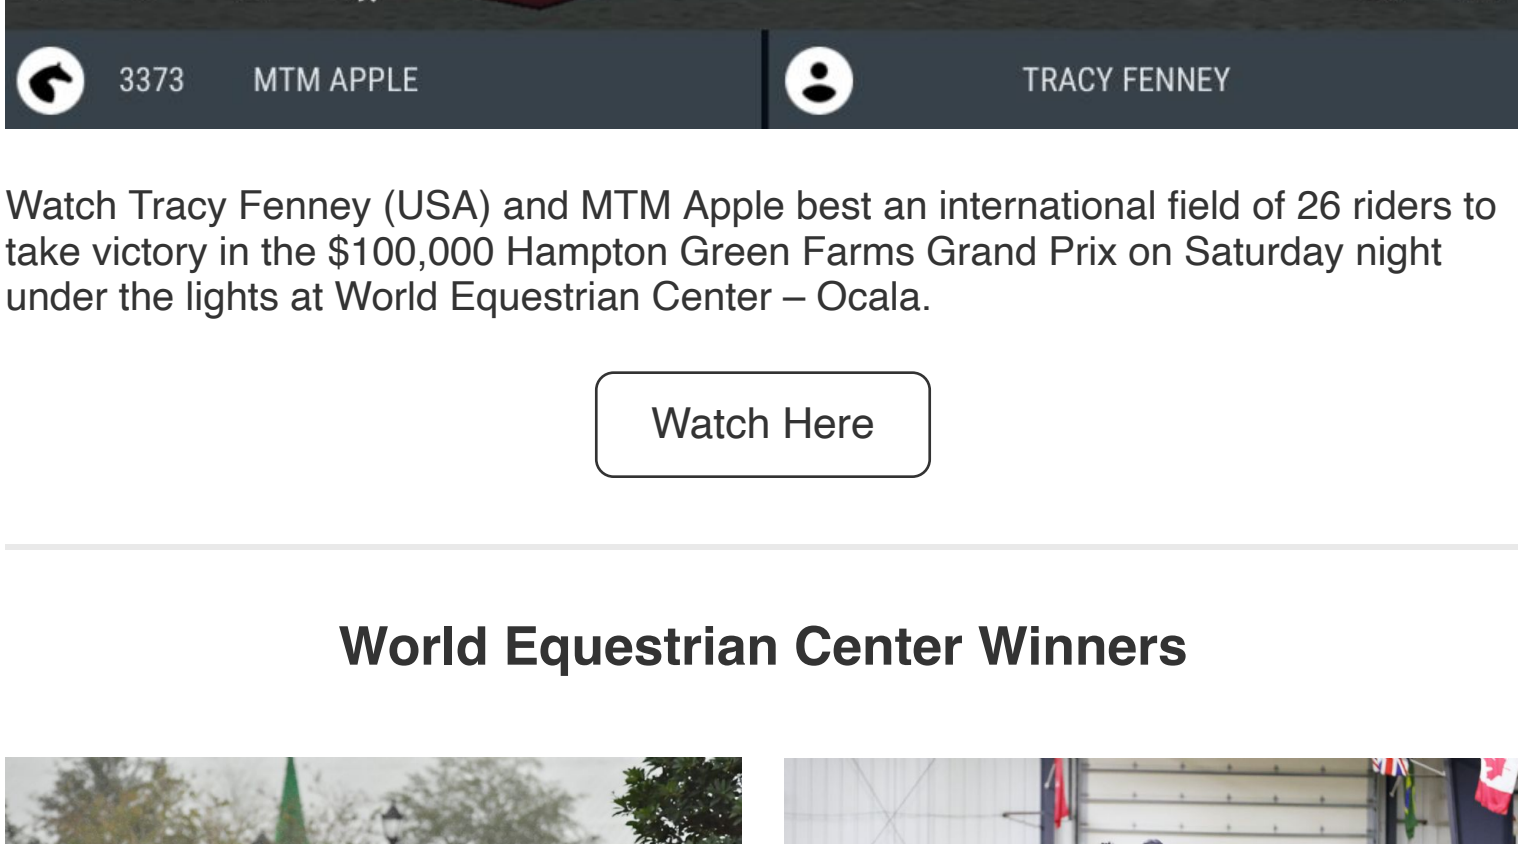 3373 MTM APPLE TRACY FENNEY
Watch Tracy Fenney (USA) and MTM Apple best an international field of 26 riders to
take victory in the $100,000 Hampton Green Farms Grand Prix on Saturday night
under the lights at World Equestrian Center – Ocala.
Watch Here
World Equestrian Center Winners